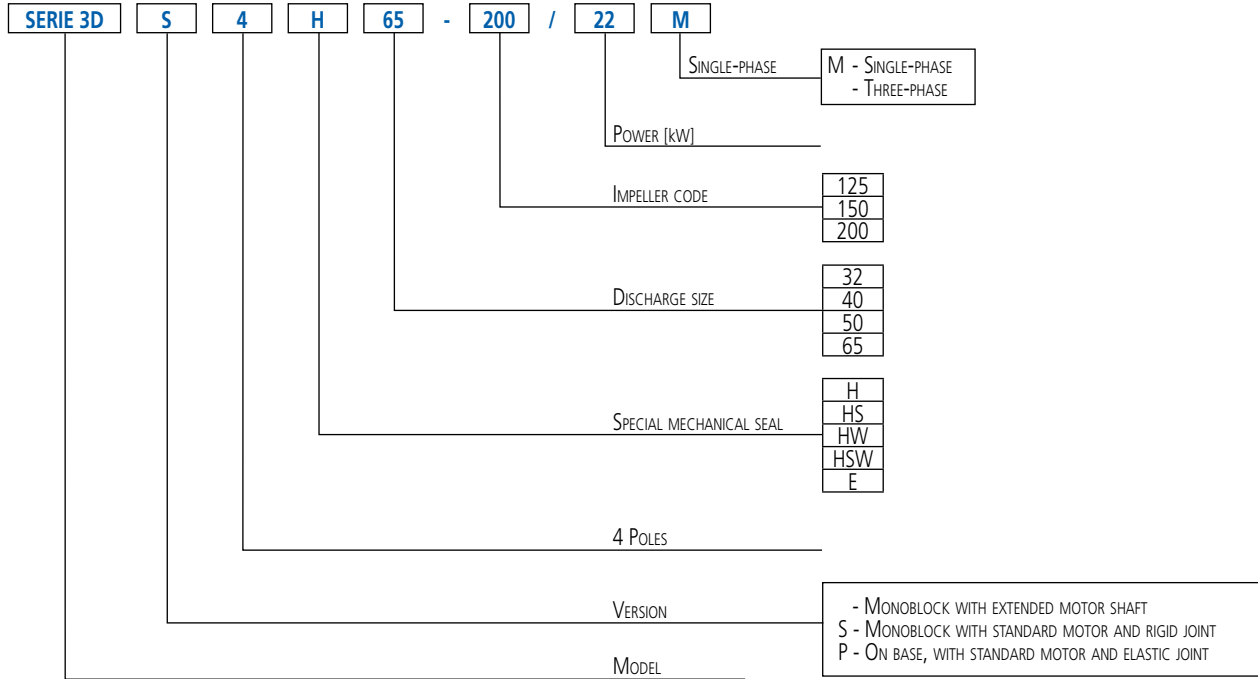 SERIE 3D S 4 H 65 - 200 / 22 M
Single-phase
M - Single-phase
- Three-phase
Power [kW]
Impeller code
125
150
200
Discharge size
32
40
50
65
Special mechanical seal
H
HS
HW
HSW
E
4 Poles
Version
- Monoblock with extended motor shaft
S - Monoblock with standard motor and rigid joint
P - On base, with standard motor and elastic joint
Model